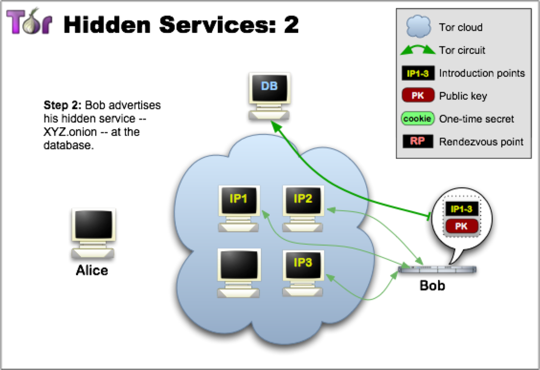 Tor Hidden Services: 2
Step 2: Bob advertises
his hidden service --
XYZ.onion -- at the
database.
DB
Tor cloud
Tor circuit
IP1-3 Introduction points
PK Public key
cookie One-time secret
RP Rendezvous point
IP1
IP2
IP3
IP1-3
PK
Alice
Bob